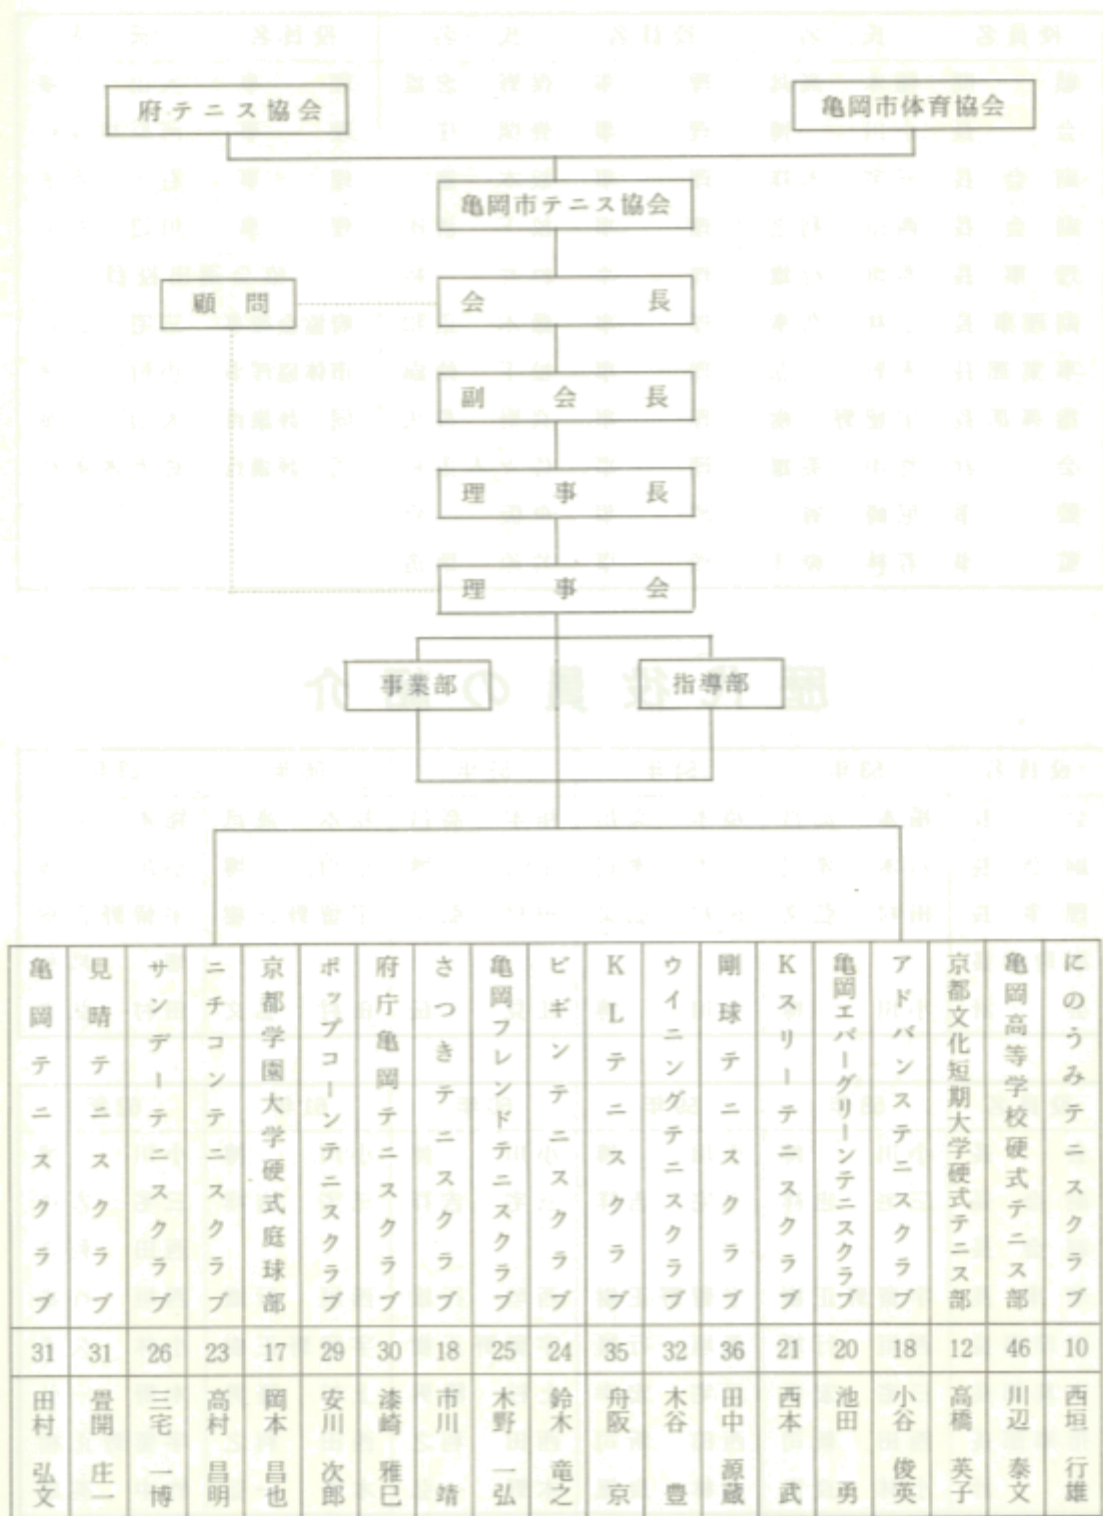 府テニス協会
亀岡市体育協会
亀岡市テニス協会
顧問
会長
副会長
理事長
理事会
事業部
指導部
亀岡テニスクラブ 31 田村 弘文
見晴テニスクラブ 31 畳開 庄一
サンデーテニスクラブ 26 三宅 一博
ニチコンテニスクラブ 23 高村 昌明
京都学園大学硬式庭球部 17 岡本 昌也
ポップコーンテニスクラブ 29 安川 次郎
府庁亀岡テニスクラブ 30 漆崎 雅巳
さつきテニスクラブ 18 市川 靖
亀岡フレンドテニスクラブ 25 木野 一弘
ビギンテニスクラブ 24 鈴木 竜之
KLテニスクラブ 35 舟阪 京
ウイニングテニスクラブ 32 木谷 豊
剛球テニスクラブ 36 田中 源蔵
Kスリーテニスクラブ 21 西本 武
亀岡エバーグリーンテニスクラブ 20 池田 勇
アドバンステニスクラブ 18 小谷 俊英
京都文化短期大学硬式テニス部 12 高橋 英子
亀岡高等学校硬式テニス部 46 川辺 泰文
にのうみテニスクラブ 10 西垣 行雄